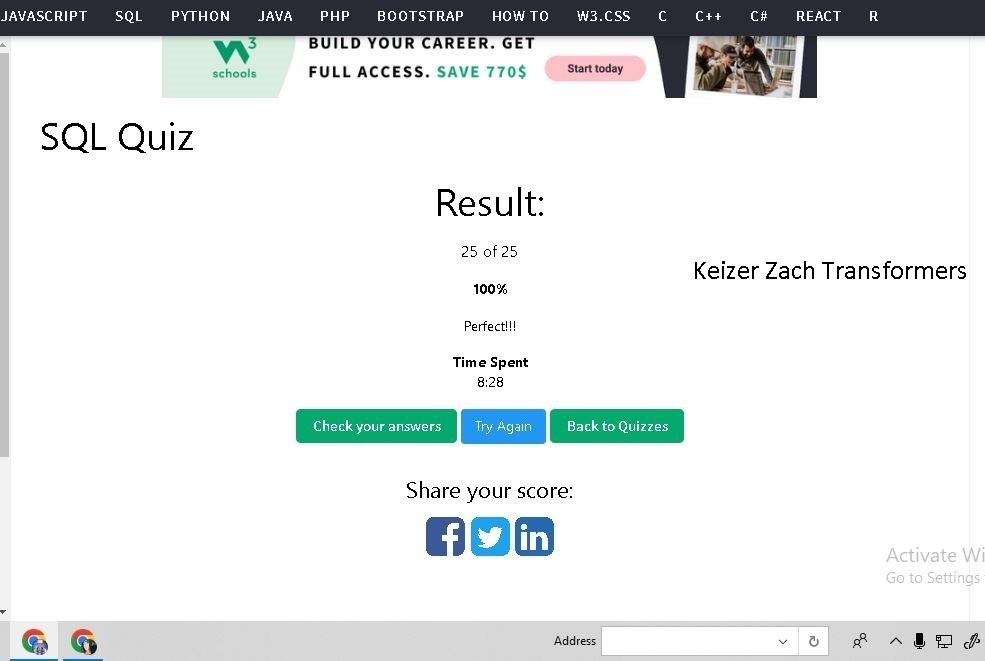 JAVASCRIPT SQL PYTHON JAVA PHP BOOTSTRAP HOW TO W3.CSS C C++ C# REACT R
W3 schools
BUILD YOUR CAREER. GET
FULL ACCESS. SAVE 770$
Start today
SQL Quiz
Result:
25 of 25
Keizer Zach Transformers
100%
Perfect!!!
Time Spent
8:28
Check your answers Try Again Back to Quizzes
Share your score:
f in
Activate Wi
Go to Settings
Address